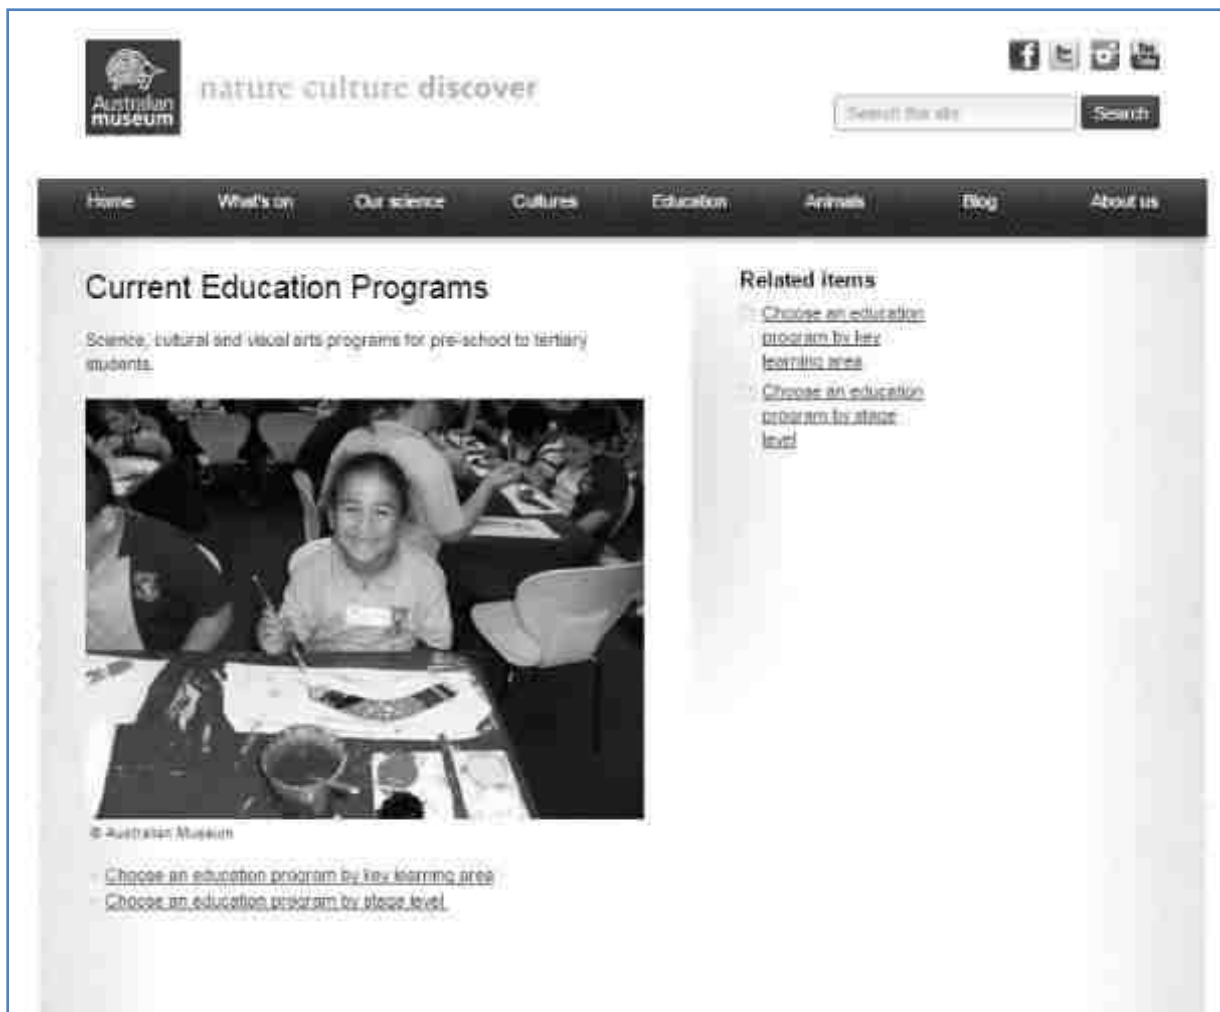 Australian
museum
nature culture discover
Search this site
Search
Home
What's on
Our science
Cultures
Education
Animals
Blog
About us
Current Education Programs
Science, cultural and visual arts programs for pre-school to tertiary
students.
© Australian Museum
Choose an education program by key learning area
Choose an education program by stage level
Related items
Choose an education
program by key
learning area
Choose an education
program by stage
level